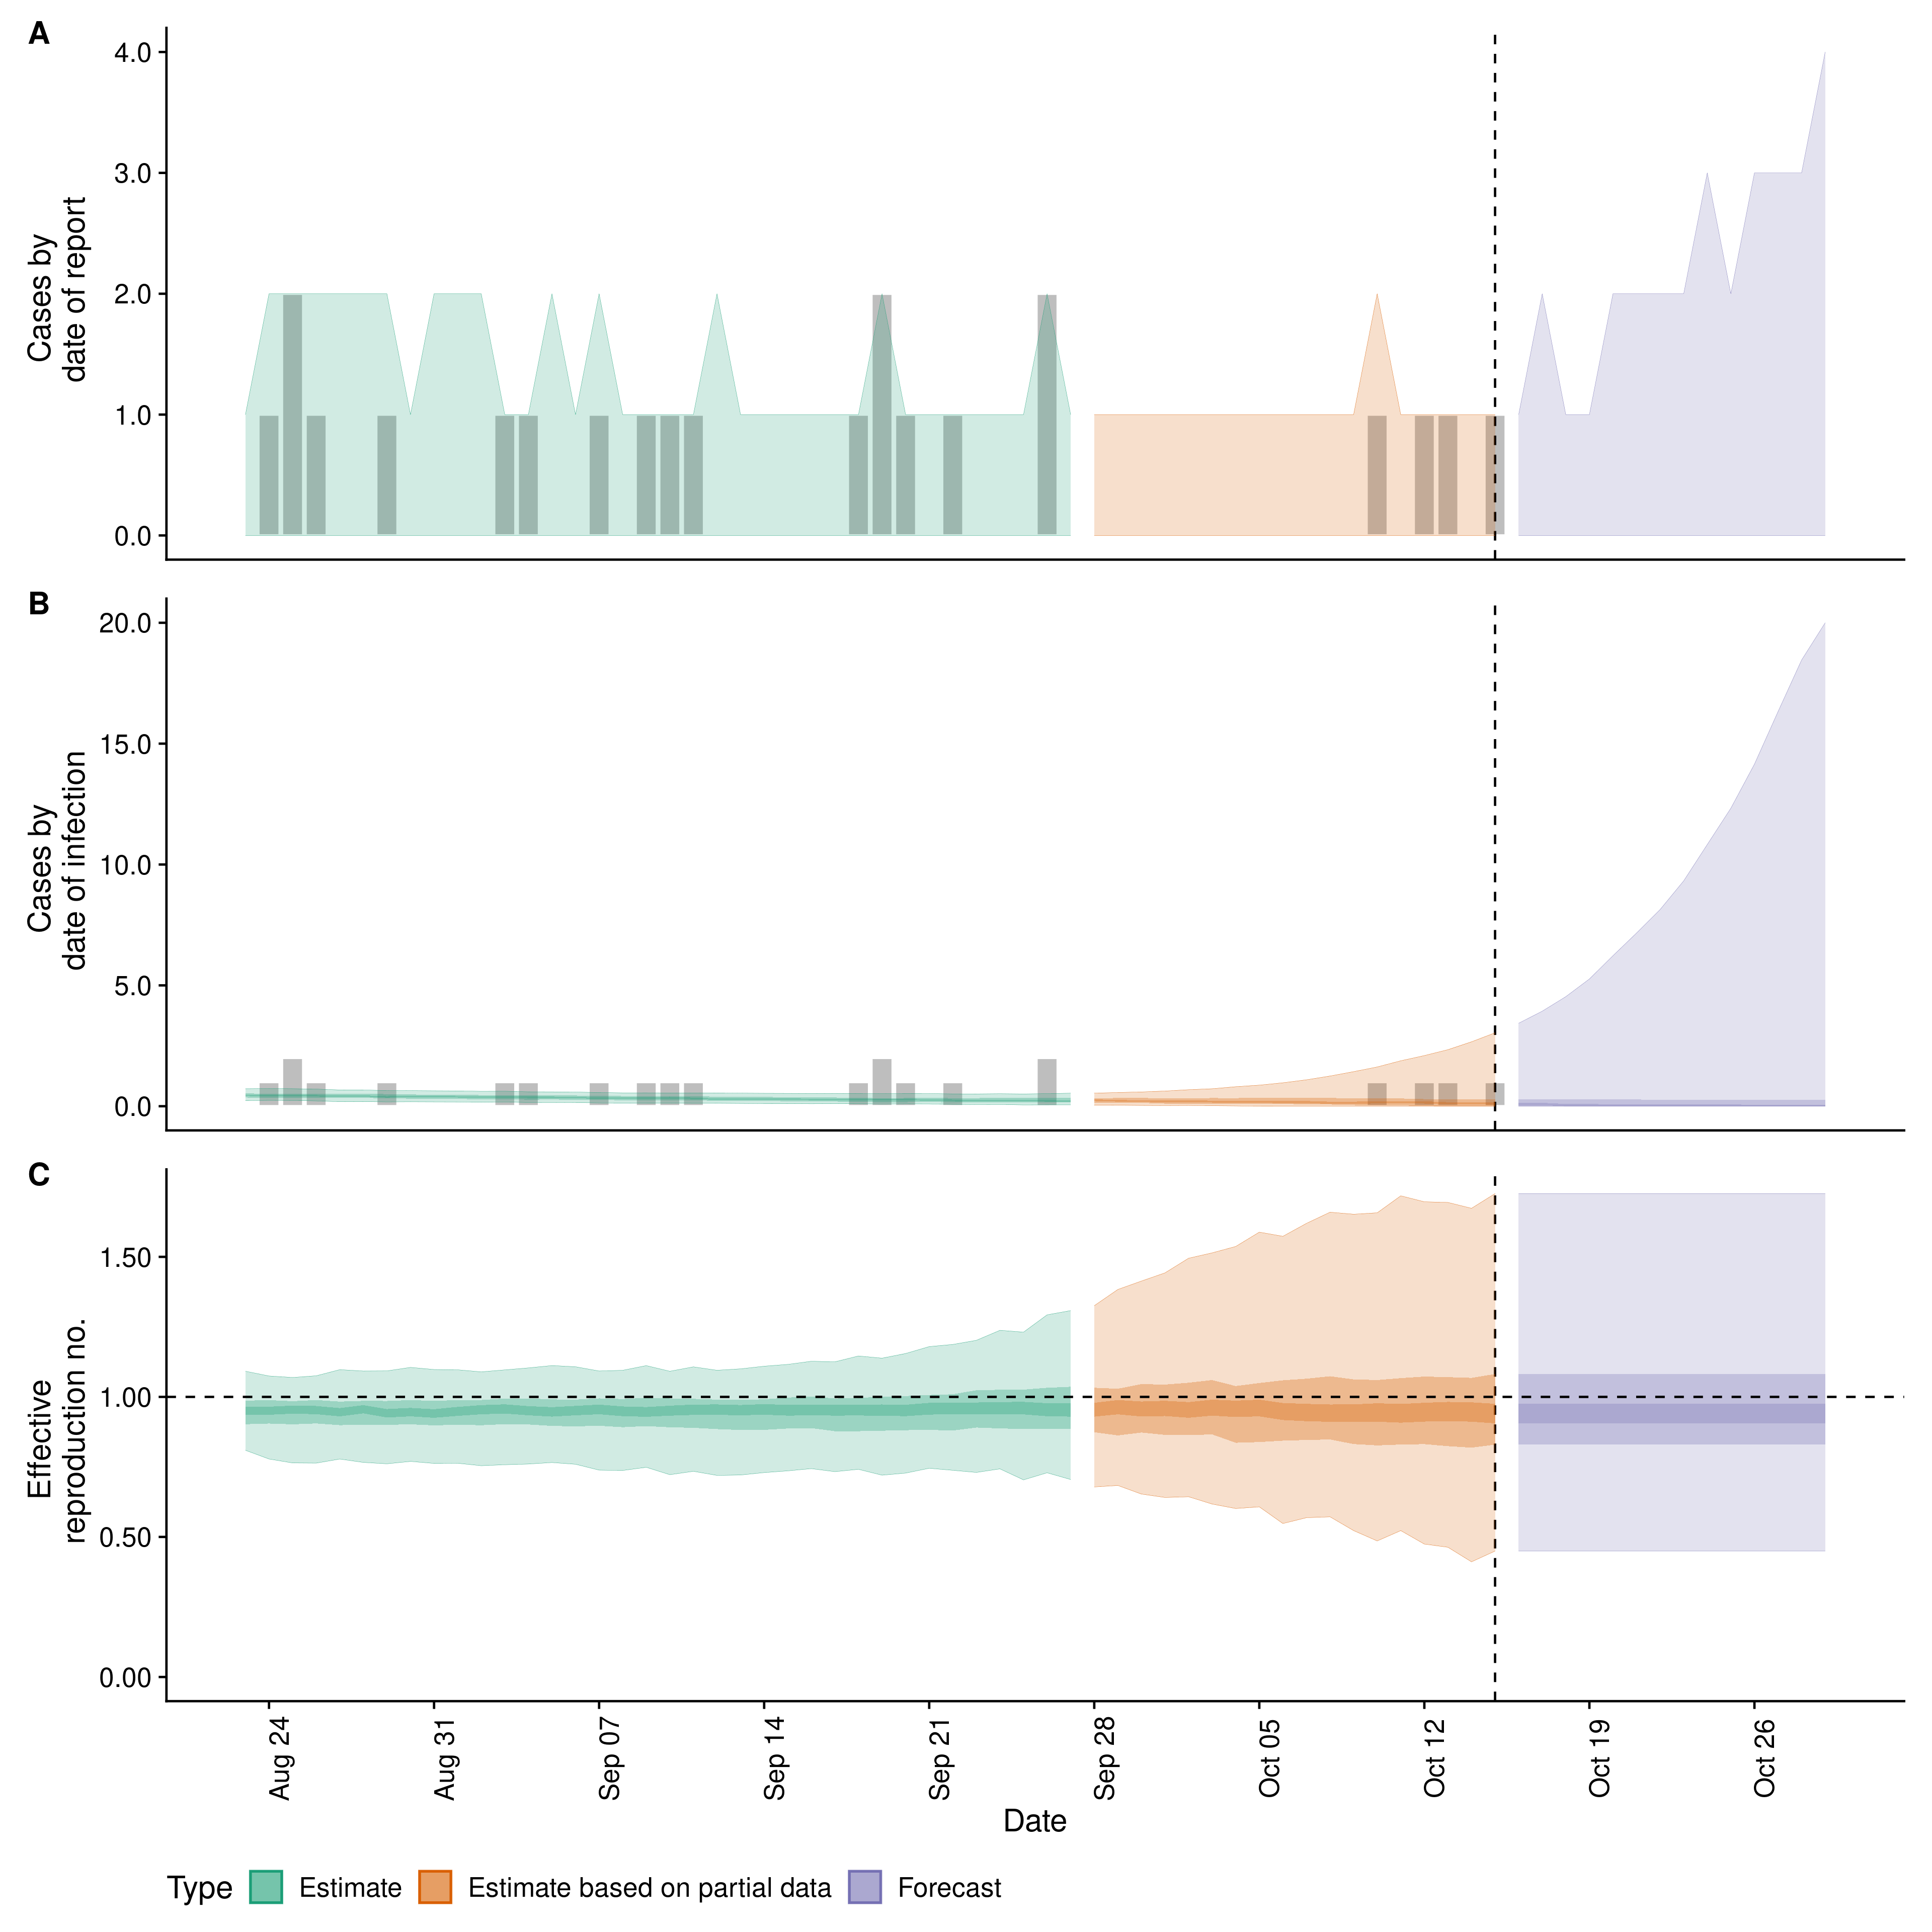 A
4.0
3.0
2.0
1.0
0.0
Cases by
date of report
B
20.0
15.0
10.0
5.0
0.0
Cases by
date of infection
C
1.50
1.00
0.50
0.00
Effective
reproduction no.
Aug 24
Aug 31
Sep 07
Sep 14
Sep 21
Sep 28
Oct 05
Oct 12
Oct 19
Oct 26
Date
Type Estimate Estimate based on partial data Forecast